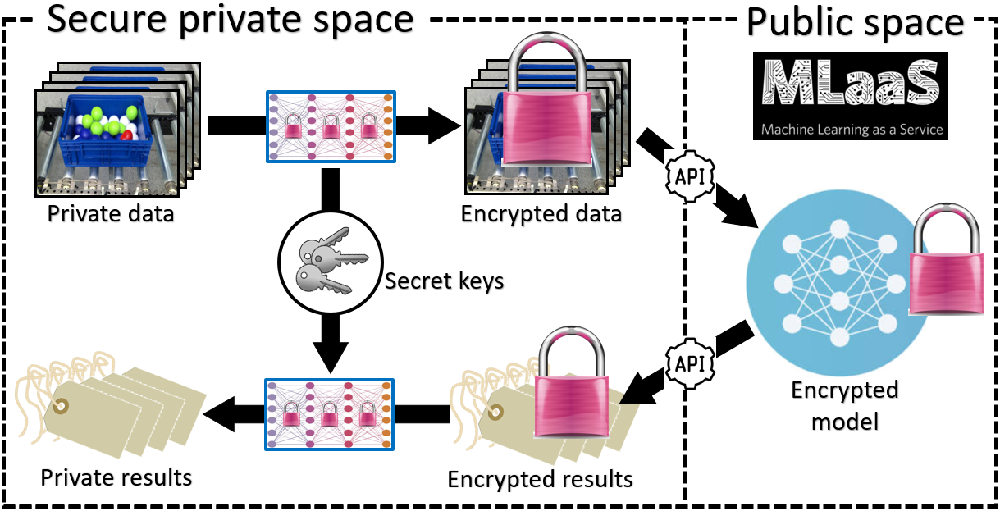 Secure private space
Public space
MLaaS
Machine Learning as a Service
Private data
Encrypted data
API
Secret keys
API
Encrypted
model
Private results
Encrypted results